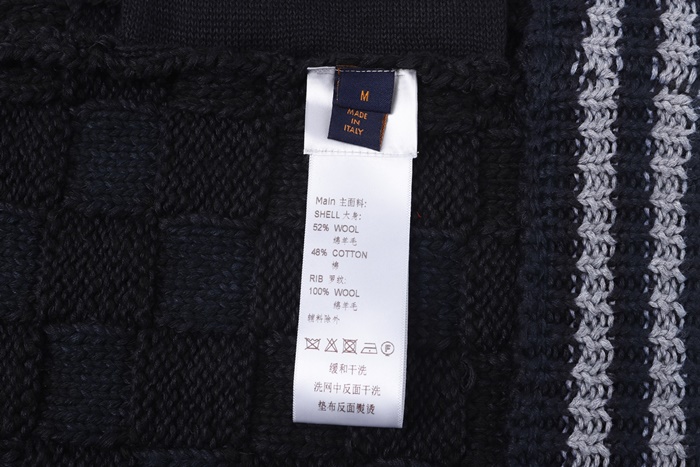 M
MADE
IN
ITALY
Main 主面料:
SHELL 大身:
52% WOOL
绵羊毛
48% COTTON
棉
RIB 罗纹:
100% WOOL
绵羊毛
辅料除外
F
缓和干洗
洗网中反面干洗
垫布反面熨烫